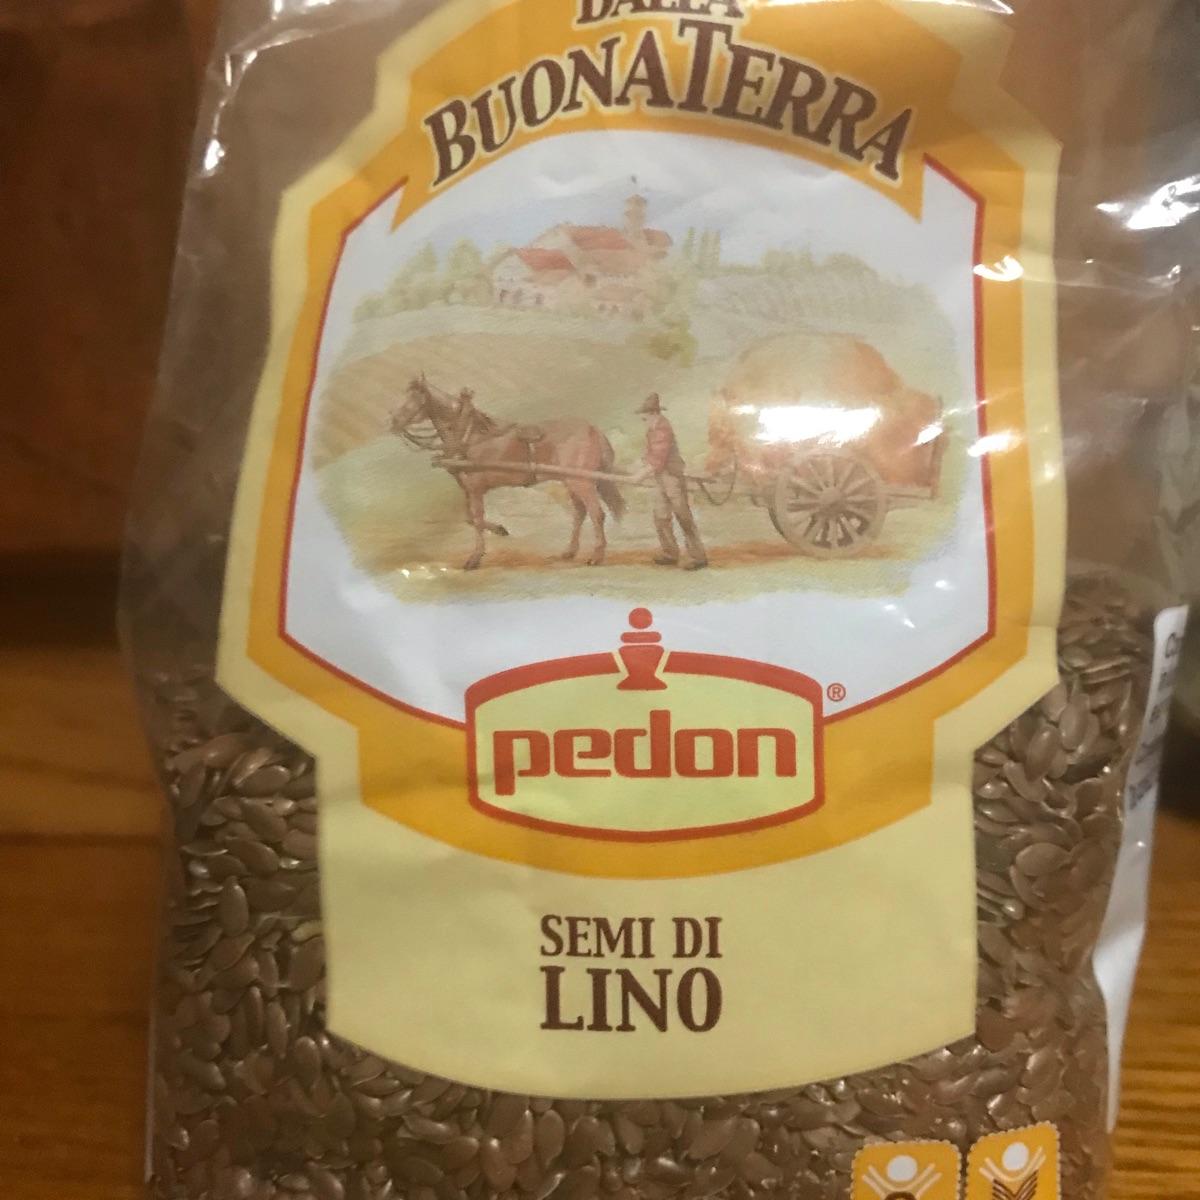 DALLA
BUONATERRA
pedon®
SEMI DI
LINO